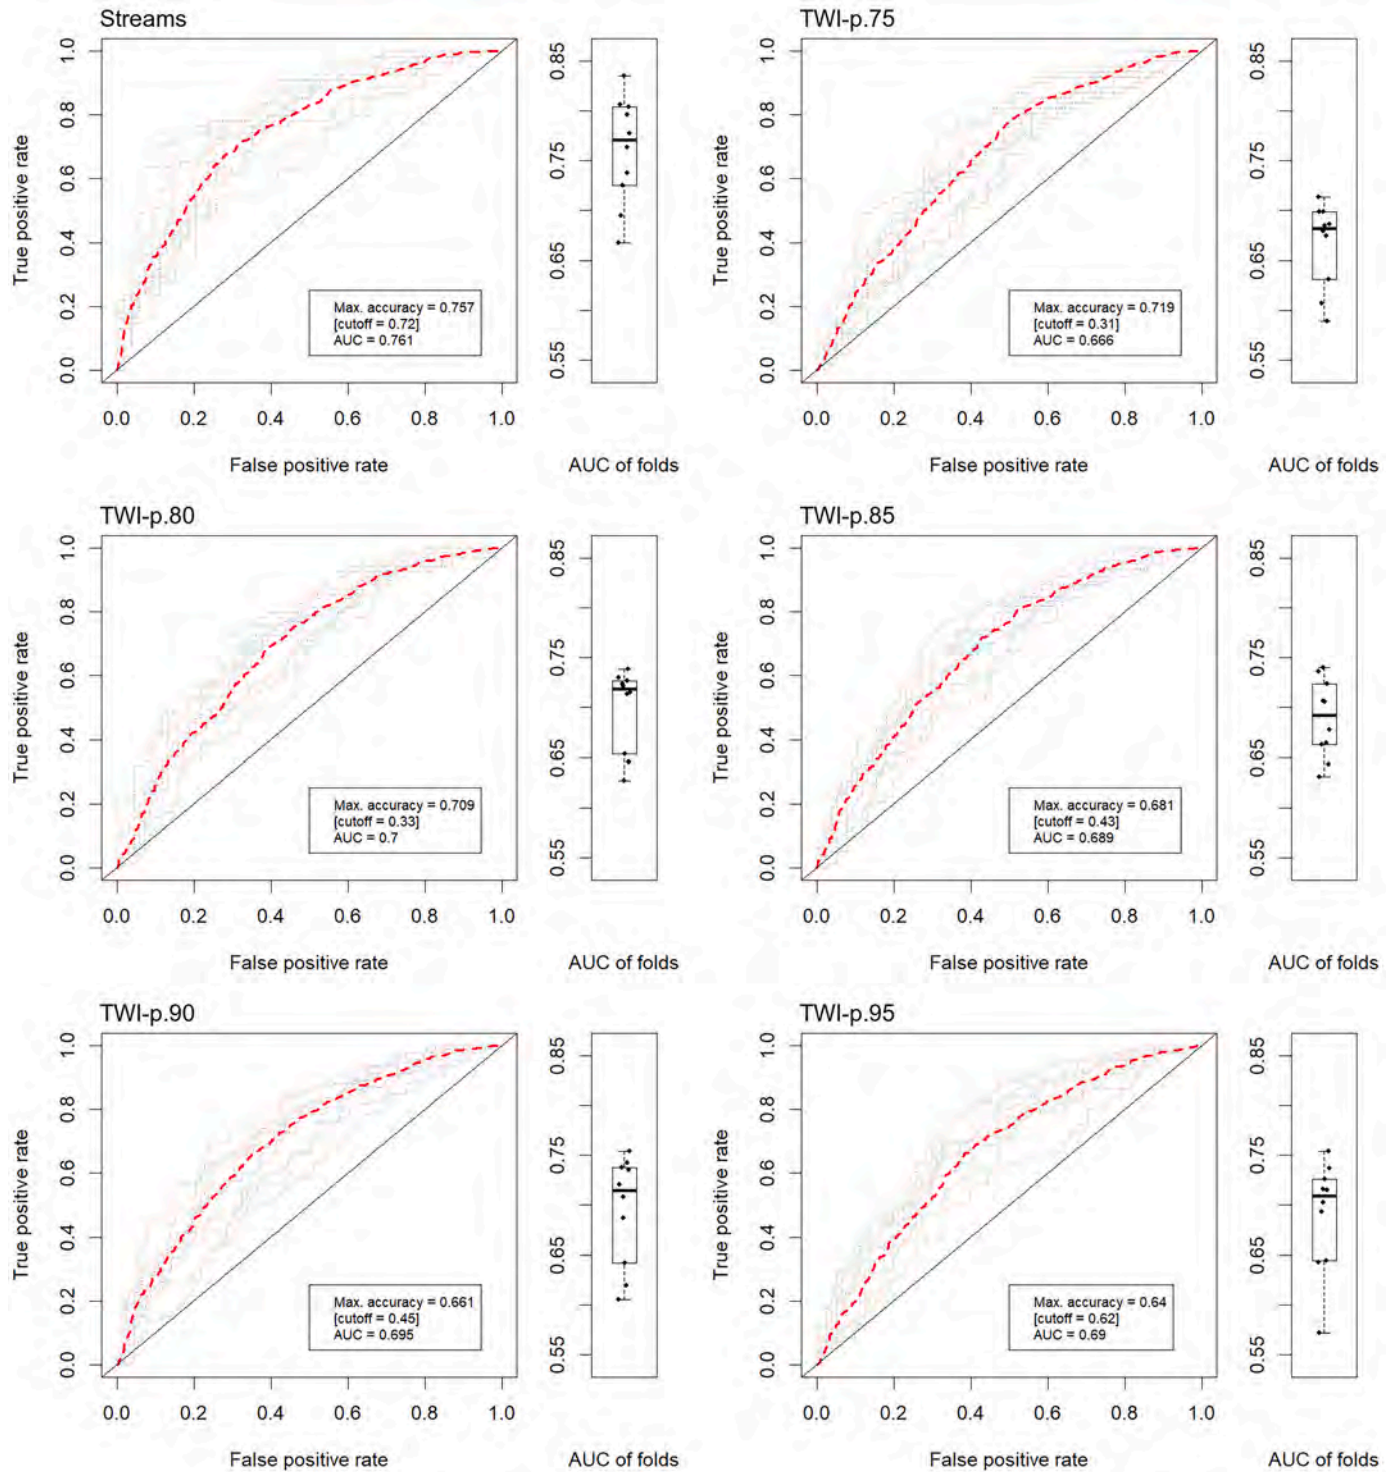 Streams
True positive rate
0.0 0.2 0.4 0.6 0.8 1.0
Max. accuracy = 0.757
[cutoff = 0.72]
AUC = 0.761
0.0 0.2 0.4 0.6 0.8 1.0
False positive rate
0.55 0.65 0.75 0.85
AUC of folds
TWI-p.75
True positive rate
0.0 0.2 0.4 0.6 0.8 1.0
Max. accuracy = 0.719
[cutoff = 0.31]
AUC = 0.666
0.0 0.2 0.4 0.6 0.8 1.0
False positive rate
0.55 0.65 0.75 0.85
AUC of folds
TWI-p.80
True positive rate
0.0 0.2 0.4 0.6 0.8 1.0
Max. accuracy = 0.709
[cutoff = 0.33]
AUC = 0.7
0.0 0.2 0.4 0.6 0.8 1.0
False positive rate
0.55 0.65 0.75 0.85
AUC of folds
TWI-p.85
True positive rate
0.0 0.2 0.4 0.6 0.8 1.0
Max. accuracy = 0.681
[cutoff = 0.43]
AUC = 0.689
0.0 0.2 0.4 0.6 0.8 1.0
False positive rate
0.55 0.65 0.75 0.85
AUC of folds
TWI-p.90
True positive rate
0.0 0.2 0.4 0.6 0.8 1.0
Max. accuracy = 0.661
[cutoff = 0.45]
AUC = 0.695
0.0 0.2 0.4 0.6 0.8 1.0
False positive rate
0.55 0.65 0.75 0.85
AUC of folds
TWI-p.95
True positive rate
0.0 0.2 0.4 0.6 0.8 1.0
Max. accuracy = 0.64
[cutoff = 0.62]
AUC = 0.69
0.0 0.2 0.4 0.6 0.8 1.0
False positive rate
0.55 0.65 0.75 0.85
AUC of folds